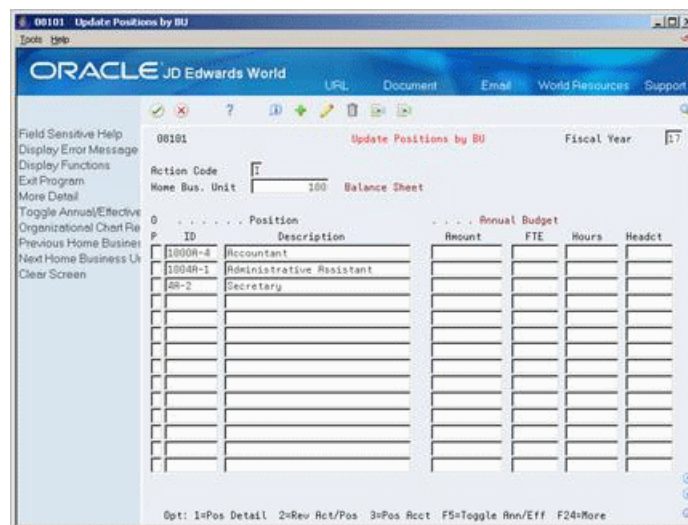 08101 Update Positions by BU
Tools Help
ORACLE JD Edwards World
URL Document Email World Resources Support
Field Sensitive Help
Display Error Message
Display Functions
Exit Program
More Detail
Toggle Annual/Effective
Organizational Chart Re
Previous Home Busines
Next Home Business U
Clear Screen
08101 Update Positions by BU Fiscal Year 17
Action Code I
Home Bus. Unit 100 Balance Sheet
O . . . . . . Position . . . . Annual Budget
P ID Description Amount FTE Hours Headct
1000A-4 Accountant
1004A-1 Administrative Assistant
4A-2 Secretary
Opt: 1=Pos Detail 2=Rev Act/Pos 3=Pos Acct F5=Toggle Ann/Eff F24=More